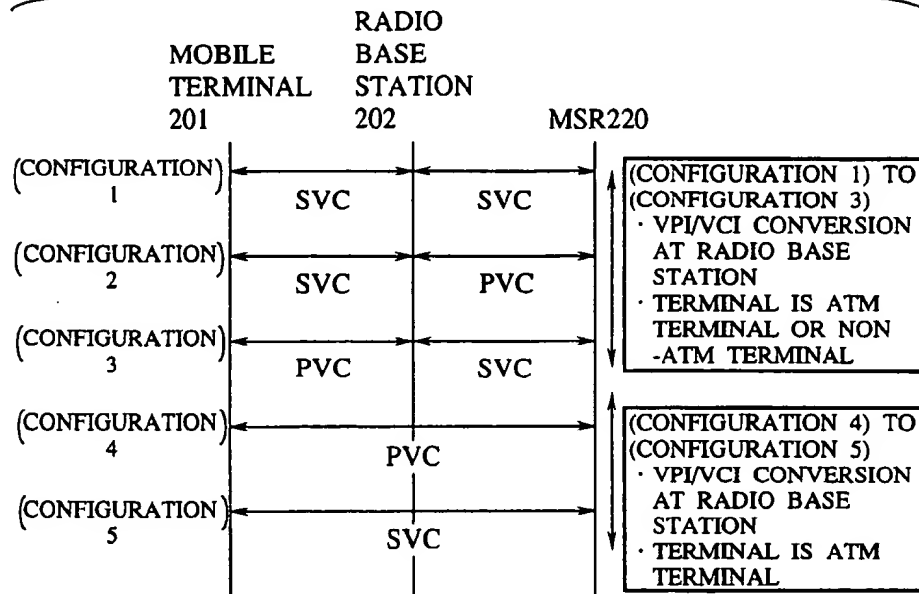 MOBILE TERMINAL 201
RADIO BASE STATION 202
MSR220
(CONFIGURATION 1)
SVC
SVC
(CONFIGURATION 2)
SVC
PVC
(CONFIGURATION 3)
PVC
SVC
(CONFIGURATION 4)
PVC
(CONFIGURATION 5)
SVC
(CONFIGURATION 1) TO
(CONFIGURATION 3)
· VPI/VCI CONVERSION
AT RADIO BASE
STATION
· TERMINAL IS ATM
TERMINAL OR NON
-ATM TERMINAL
(CONFIGURATION 4) TO
(CONFIGURATION 5)
· VPI/VCI CONVERSION
AT RADIO BASE
STATION
· TERMINAL IS ATM
TERMINAL